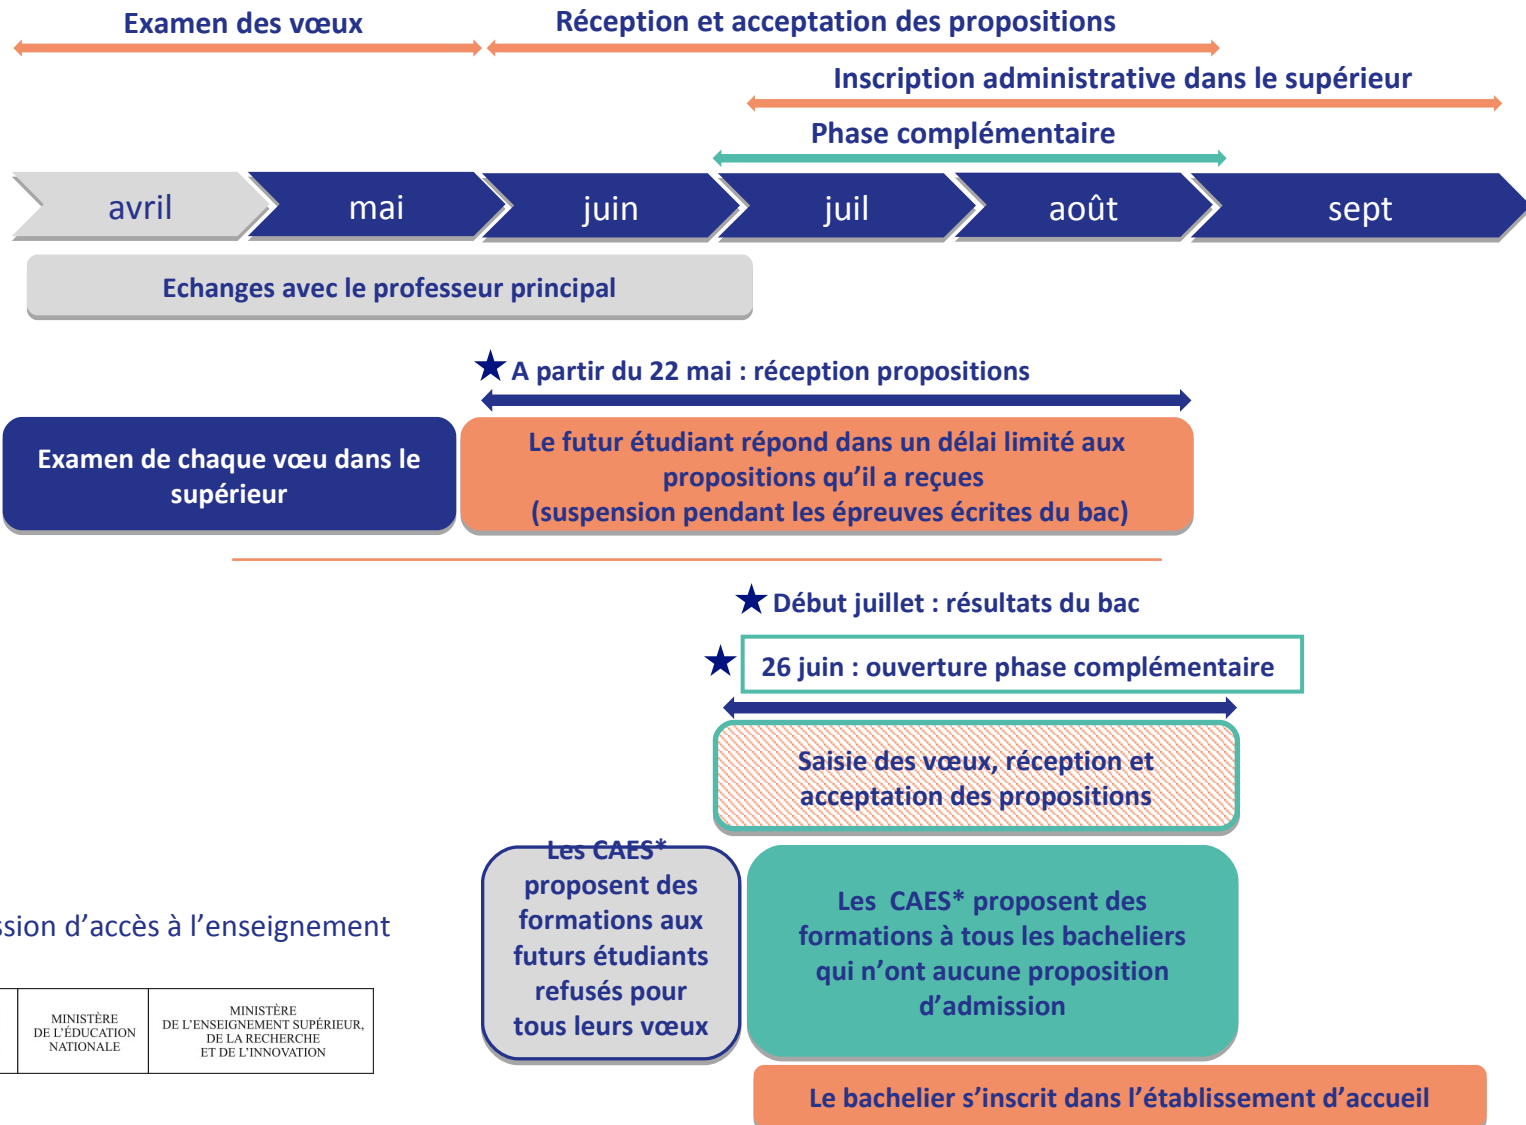 Examen des vœux
Réception et acceptation des propositions
Inscription administrative dans le supérieur
Phase complémentaire
avril
mai
juin
juil
août
sept
Echanges avec le professeur principal
A partir du 22 mai : réception propositions
Examen de chaque vœu dans le
supérieur
Le futur étudiant répond dans un délai limité aux
propositions qu’il a reçues
(suspension pendant les épreuves écrites du bac)
Début juillet : résultats du bac
26 juin : ouverture phase complémentaire
Saisie des vœux, réception et
acceptation des propositions
Les CAES*
proposent des
formations aux
futurs étudiants
refusés pour
tous leurs vœux
Les  CAES* proposent des
formations à tous les bacheliers
qui n’ont aucune proposition
d’admission
ssion d’accès à l’enseignement
MINISTÈRE
DE L’ÉDUCATION
NATIONALE
MINISTÈRE
DE L’ENSEIGNEMENT SUPÉRIEUR,
DE LA RECHERCHE
ET DE L’INNOVATION
Le bachelier s’inscrit dans l’établissement d’accueil